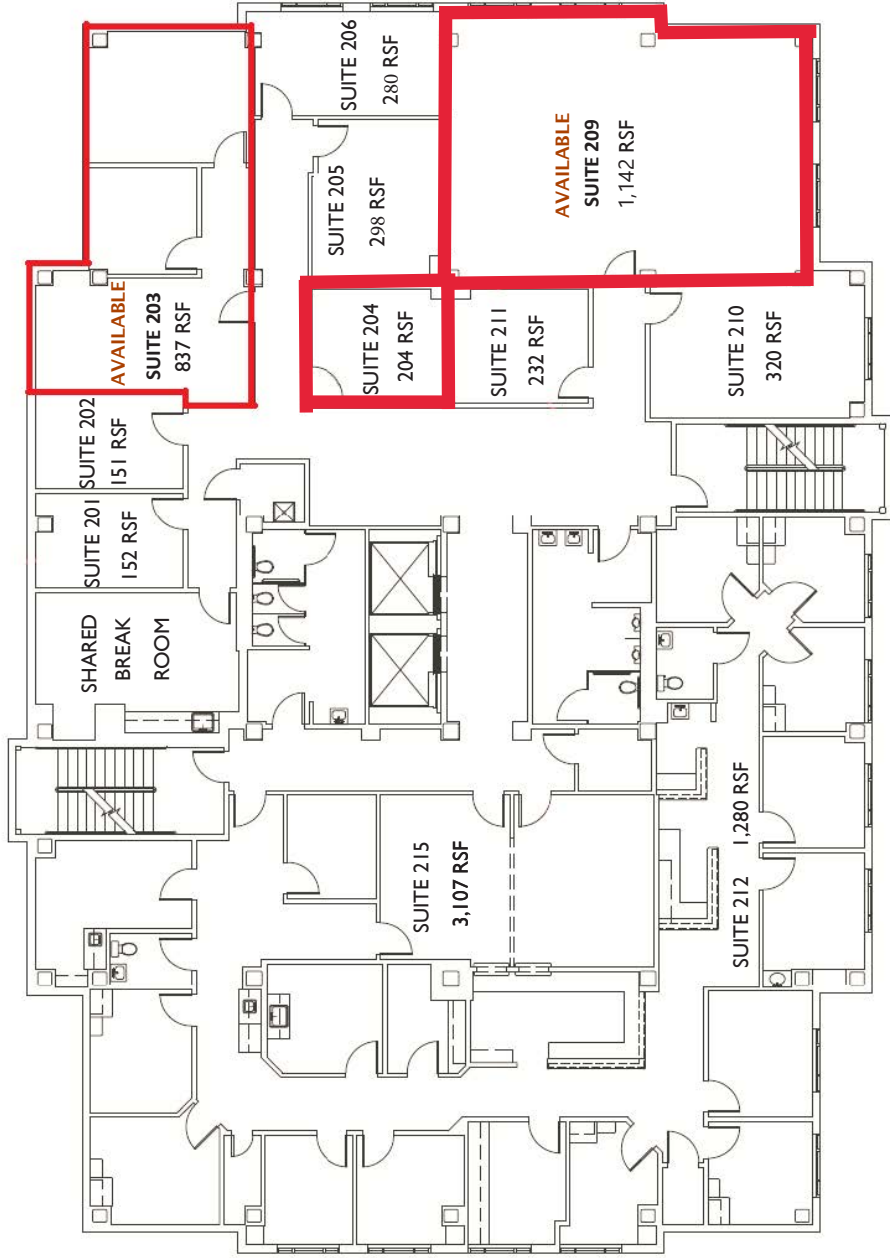 SUITE 206
280 RSF
SUITE 205
298 RSF
AVAILABLE
SUITE 209
1,142 RSF
AVAILABLE
SUITE 203
837 RSF
SUITE 204
204 RSF
SUITE 211
232 RSF
SUITE 210
320 RSF
SUITE 202
151 RSF
SUITE 201
152 RSF
SHARED
BREAK
ROOM
SUITE 215
3,107 RSF
SUITE 212
1,280 RSF